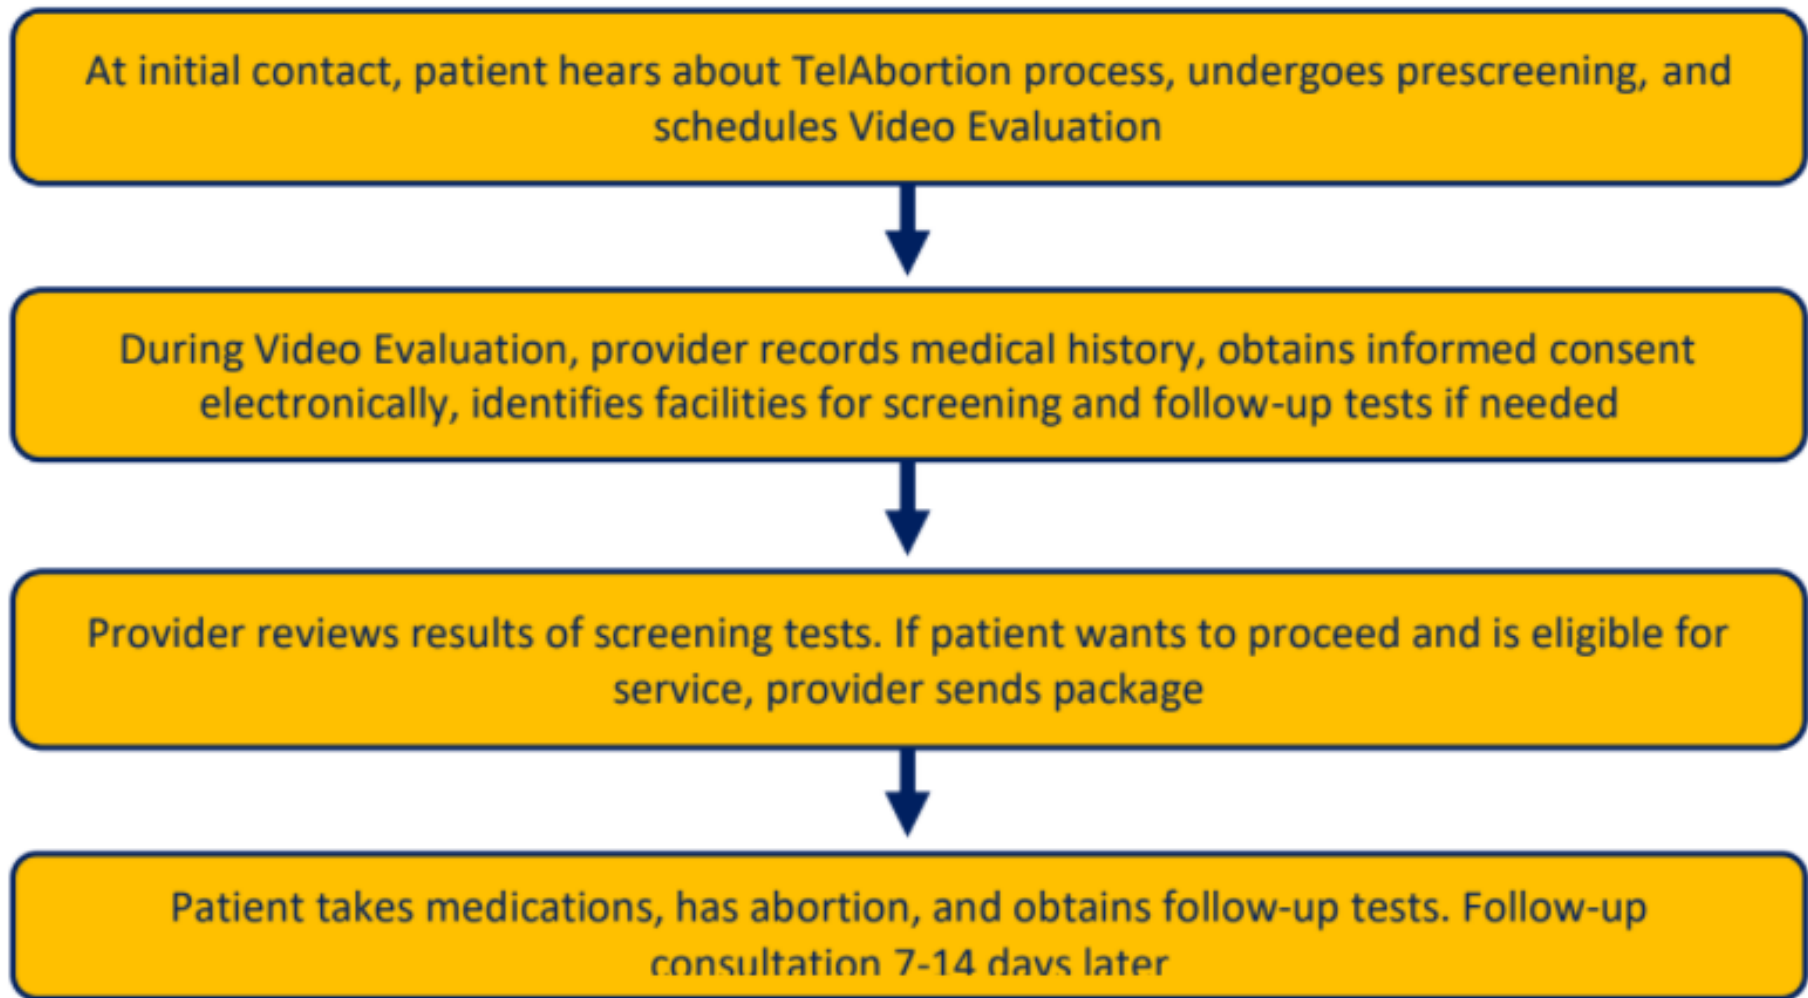 At initial contact, patient hears about TelAbortion process, undergoes prescreening, and
schedules Video Evaluation
During Video Evaluation, provider records medical history, obtains informed consent
electronically, identifies facilities for screening and follow-up tests if needed
Provider reviews results of screening tests. If patient wants to proceed and is eligible for
service, provider sends package
Patient takes medications, has abortion, and obtains follow-up tests. Follow-up
consultation 7-14 days later